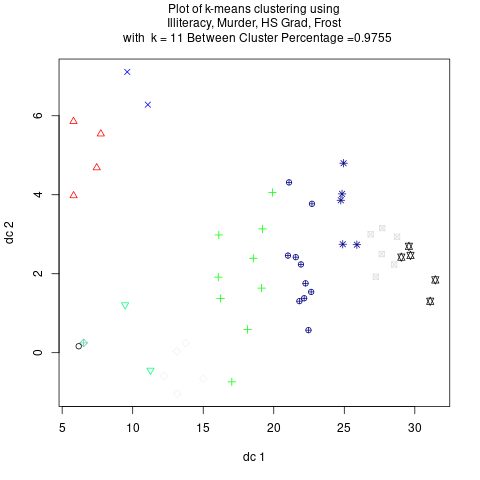 Plot of k-means clustering using
Illiteracy, Murder, HS Grad, Frost
with  k = 11 Between Cluster Percentage =0.9755
6
4
2
0
dc 2
5
10
15
20
25
30
dc 1